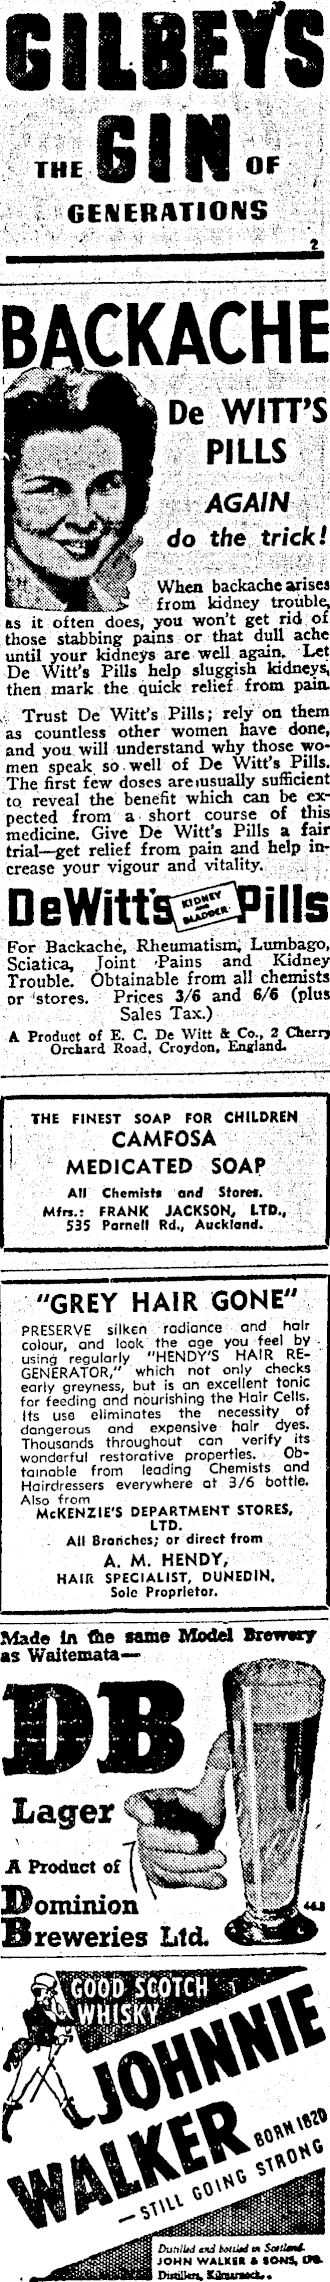 GILBEY'S
THE GIN OF
GENERATIONS
2
BACKACHE
De WITT'S
PILLS
AGAIN
do the trick!
When backache arises
from kidney trouble,
as it often does, you won't get rid of
those stabbing pains or that dull ache
until your kidneys are well again. Let
De Witt's Pills help sluggish kidneys,
then mark the quick relief from pain.
Trust De Witt's Pills; rely on them
as countless other women have done,
and you will understand why those wo-
men speak so well of De Witt's Pills.
The first few doses are usually sufficient
to reveal the benefit which can be ex-
pected from a short course of this
medicine. Give De Witt's Pills a fair
trial—get relief from pain and help in-
crease your vigour and vitality.
DeWitt's KIDNEY AND BLADDER Pills
For Backache, Rheumatism, Lumbago,
Sciatica, Joint Pains and Kidney
Trouble. Obtainable from all chemists
or stores. Prices 3/6 and 6/6 (plus
Sales Tax.)
A Product of E. C. De Witt & Co., 2 Cherry
Orchard Road, Croydon, England.
THE FINEST SOAP FOR CHILDREN
CAMFOSA
MEDICATED SOAP
All Chemists and Stores.
Mfrs.: FRANK JACKSON, LTD.,
535 Parnell Rd., Auckland.
"GREY HAIR GONE"
PRESERVE silken radiance and hair
colour, and look the age you feel by
using regularly "HENDY'S HAIR RE-
GENERATOR," which not only checks
early greyness, but is an excellent tonic
for feeding and nourishing the Hair Cells.
Its use eliminates the necessity of
dangerous and expensive hair dyes.
Thousands throughout can verify its
wonderful restorative properties. Ob-
tainable from leading Chemists and
Hairdressers everywhere at 3/6 bottle.
Also from
McKENZIE'S DEPARTMENT STORES,
LTD.
All Branches; or direct from
A. M. HENDY,
HAIR SPECIALIST, DUNEDIN.
Sole Proprietor.
Made in the same Model Brewery
as Waitemata—
DB
Lager
A Product of
Dominion
Breweries Ltd.
44.3
GOOD SCOTCH
WHISKY
JOHNNIE
WALKER
BORN 1820
—STILL GOING STRONG
Distilled and bottled in Scotland.
JOHN WALKER & SONS, LTD.
Distillers, Kilmarnock.